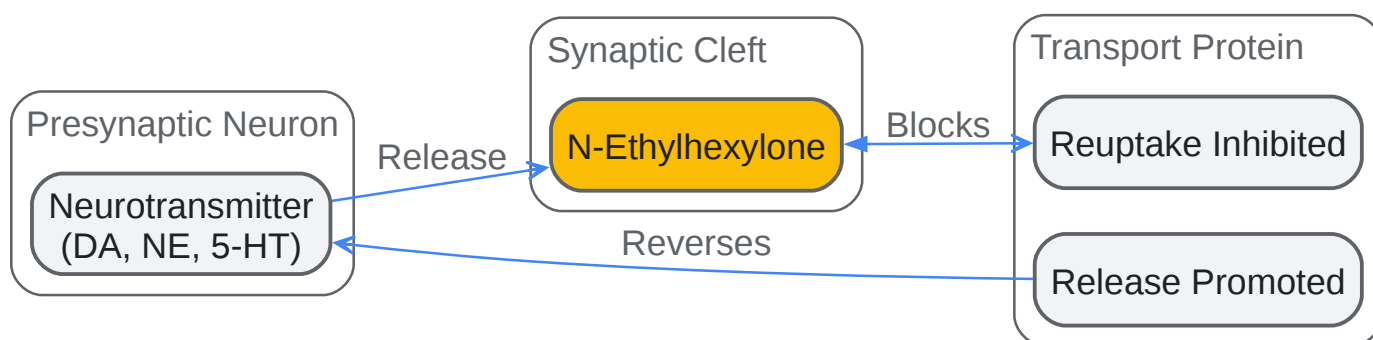 Presynaptic Neuron
Neurotransmitter
(DA, NE, 5-HT)
Release
Synaptic Cleft
N-Ethylhexylone
Blocks
Reverses
Transport Protein
Reuptake Inhibited
Release Promoted